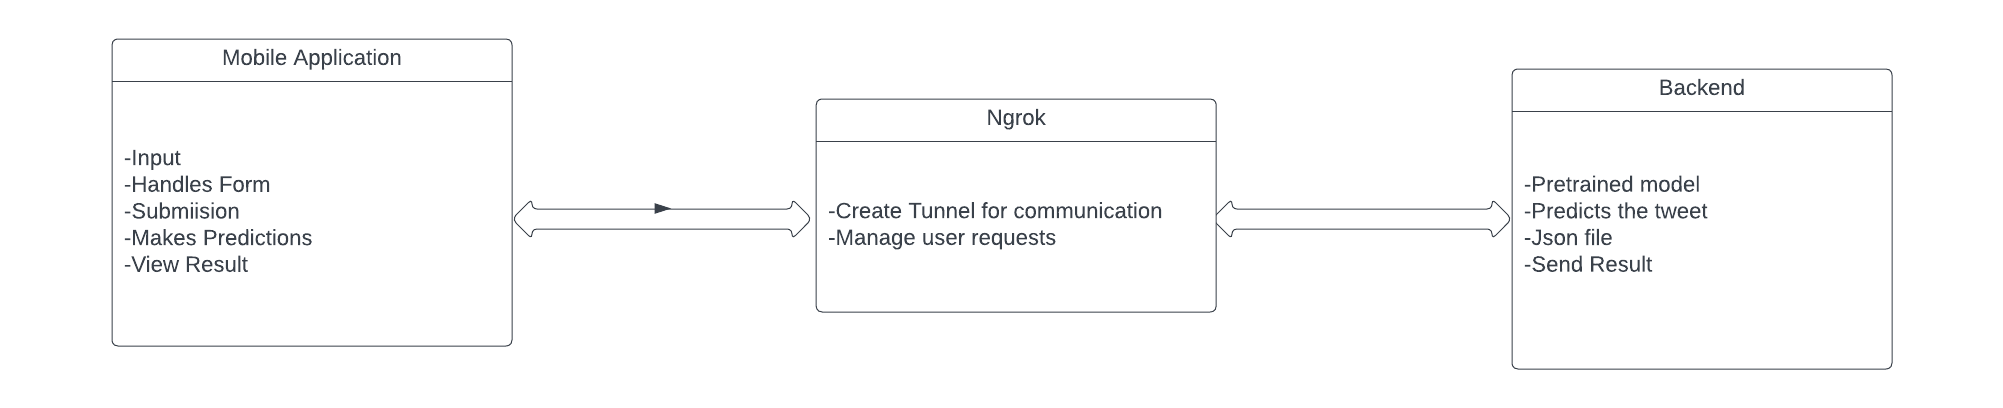 Mobile Application
-Input
-Handles Form
-Submiision
-Makes Predictions
-View Result
Ngrok
-Create Tunnel for communication
-Manage user requests
Backend
-Pretrained model
-Predicts the tweet
-Json file
-Send Result